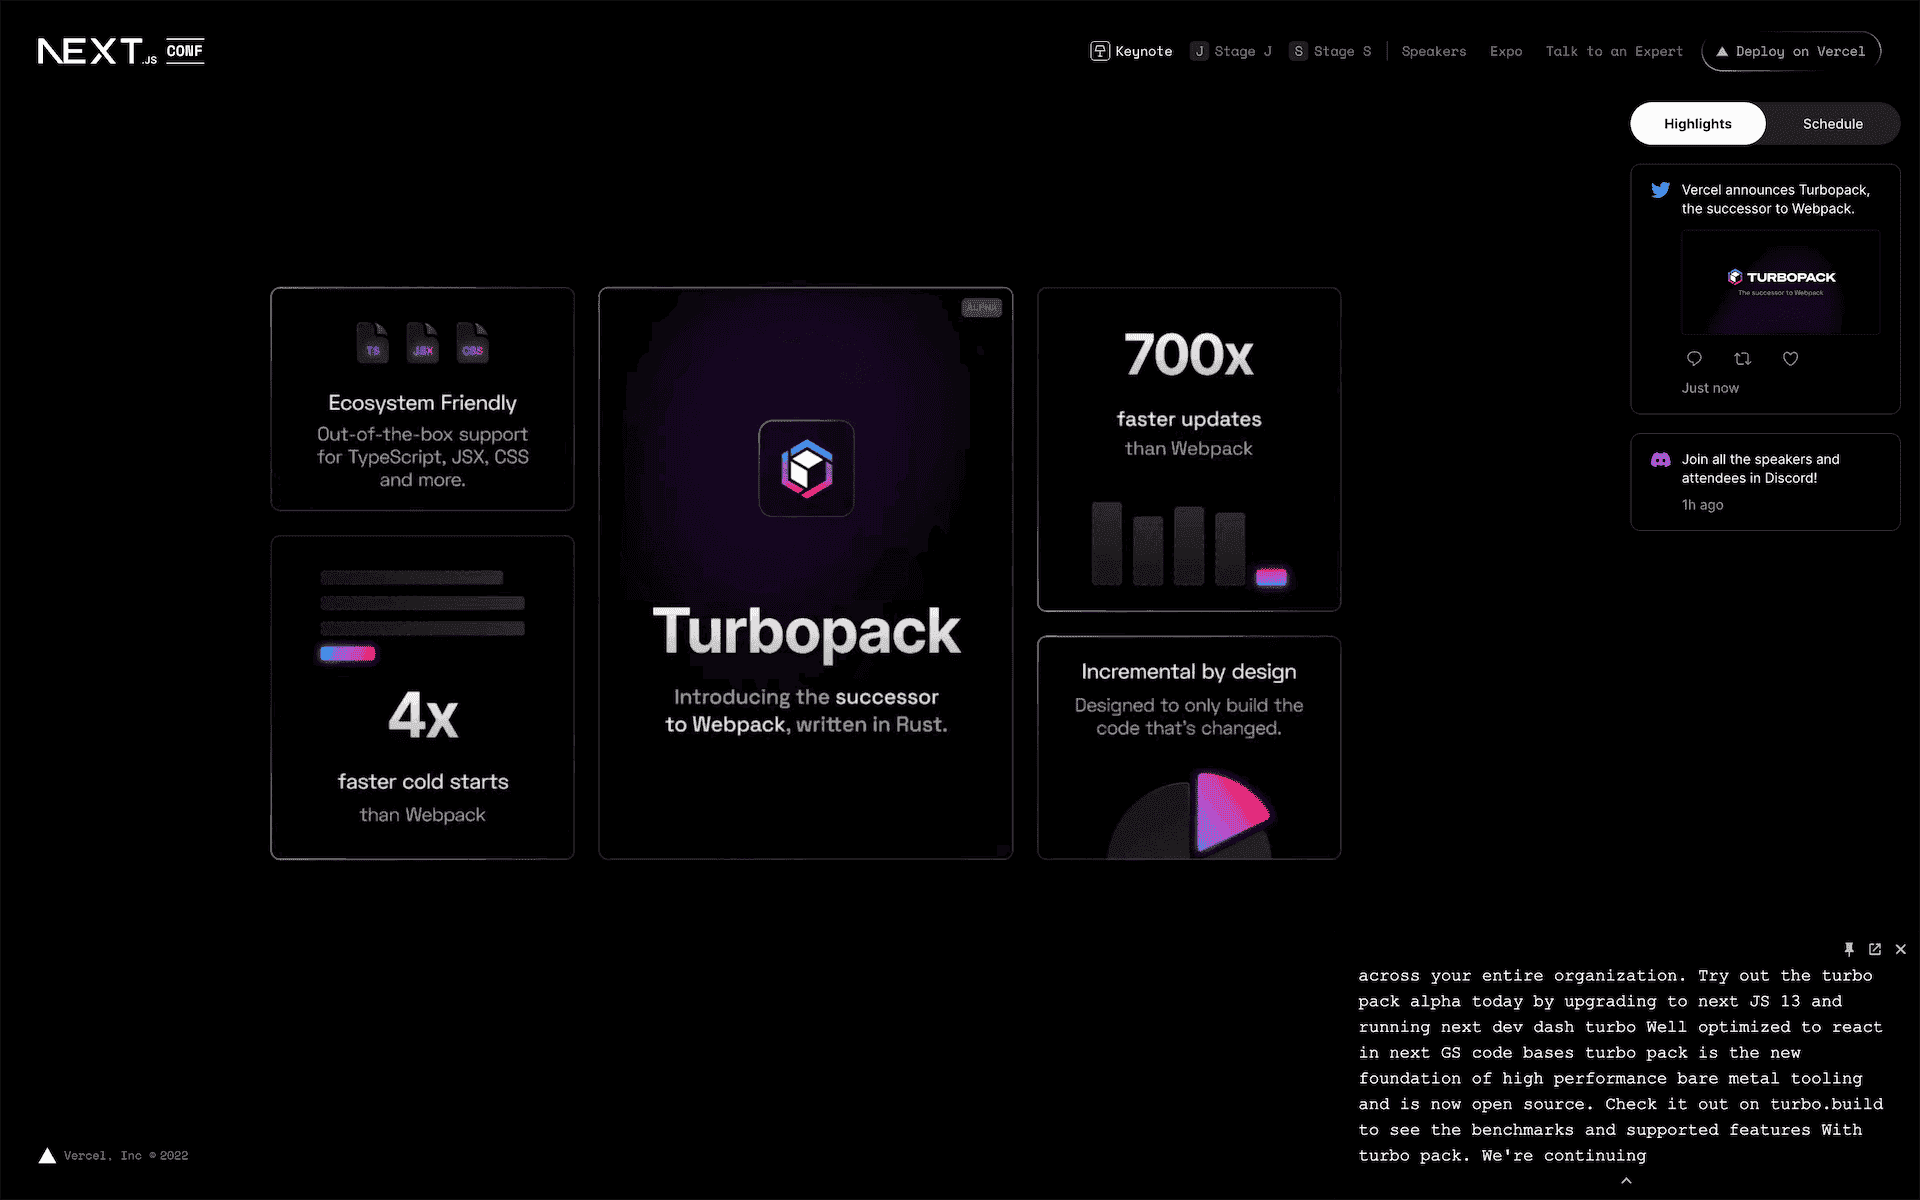 NEXT.JS CONF
Keynote
J Stage J
S Stage S
Speakers
Expo
Talk to an Expert
Deploy on Vercel
Highlights
Schedule
Vercel announces Turbopack,
the successor to Webpack.
TURBOPACK
The successor to Webpack
Just now
Join all the speakers and
attendees in Discord!
1h ago
TS JSX CSS
Ecosystem Friendly
Out-of-the-box support
for TypeScript, JSX, CSS
and more.
4x
faster cold starts
than Webpack
ALPHA
Turbopack
Introducing the successor
to Webpack, written in Rust.
700x
faster updates
than Webpack
Incremental by design
Designed to only build the
code that's changed.
across your entire organization. Try out the turbo
pack alpha today by upgrading to next JS 13 and
running next dev dash turbo Well optimized to react
in next GS code bases turbo pack is the new
foundation of high performance bare metal tooling
and is now open source. Check it out on turbo.build
to see the benchmarks and supported features With
turbo pack. We're continuing
Vercel, Inc © 2022